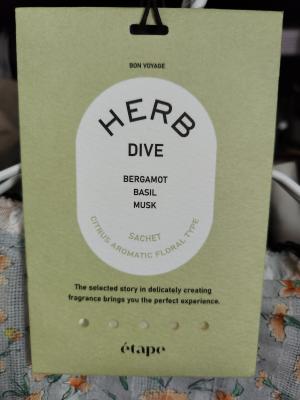 BON VOYAGE
HERB
DIVE
BERGAMOT
BASIL
MUSK
SACHET
CITRUS AROMATIC FLORAL TYPE
The selected story in delicately creating
fragrance brings you the perfect experience.
étape